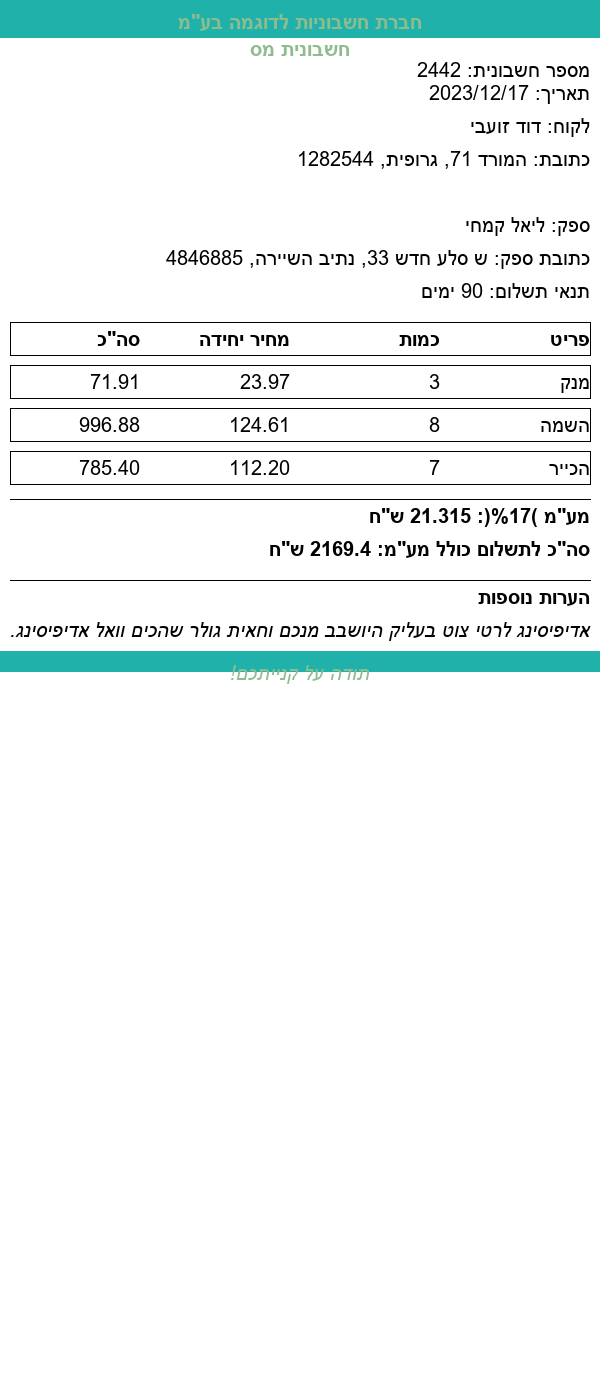 חברת חשבוניות לדוגמה בע"מ
חשבונית מס
מספר חשבונית: 2442
תאריך: 2023/12/17
לקוח: דוד זועבי
כתובת: המורד 71, גרופית, 1282544
ספק: ליאל קמחי
כתובת ספק: ש סלע חדש 33, נתיב השיירה, 4846885
תנאי תשלום: 90 ימים
פריט כמות מחיר יחידה סה"כ
מנק 3 23.97 71.91
השמה 8 124.61 996.88
הכייר 7 112.20 785.40
מע"מ )17%(: 21.315 ש"ח
סה"כ לתשלום כולל מע"מ: 2169.4 ש"ח
הערות נוספות
אדיפיסינג לרטי צוט בעליק היושבב מנכם וחאית גולר שהכים וואל אדיפיסינג.
תודה על קנייתכם!